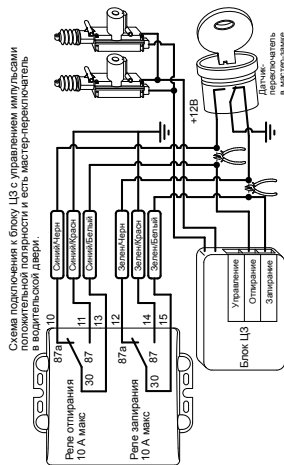 Схема подключения к блоку ЦЗ с управлением импульсами
положительной полярности и есть мастер-переключатель
в водительской двери.
10
Синий/Черн
Синий/Красн
11
Синий/Белый
13
12
Зелен/Черн
Зелен/Красн
14
Зелен/Белый
15
87а
87
30
Реле отпирания
10 А макс
87а
87
30
Реле запирания
10 А макс
+12В
Датчик-
переключатель
в мастер-замке
Управление
Отпирание
Запирание
Блок ЦЗ